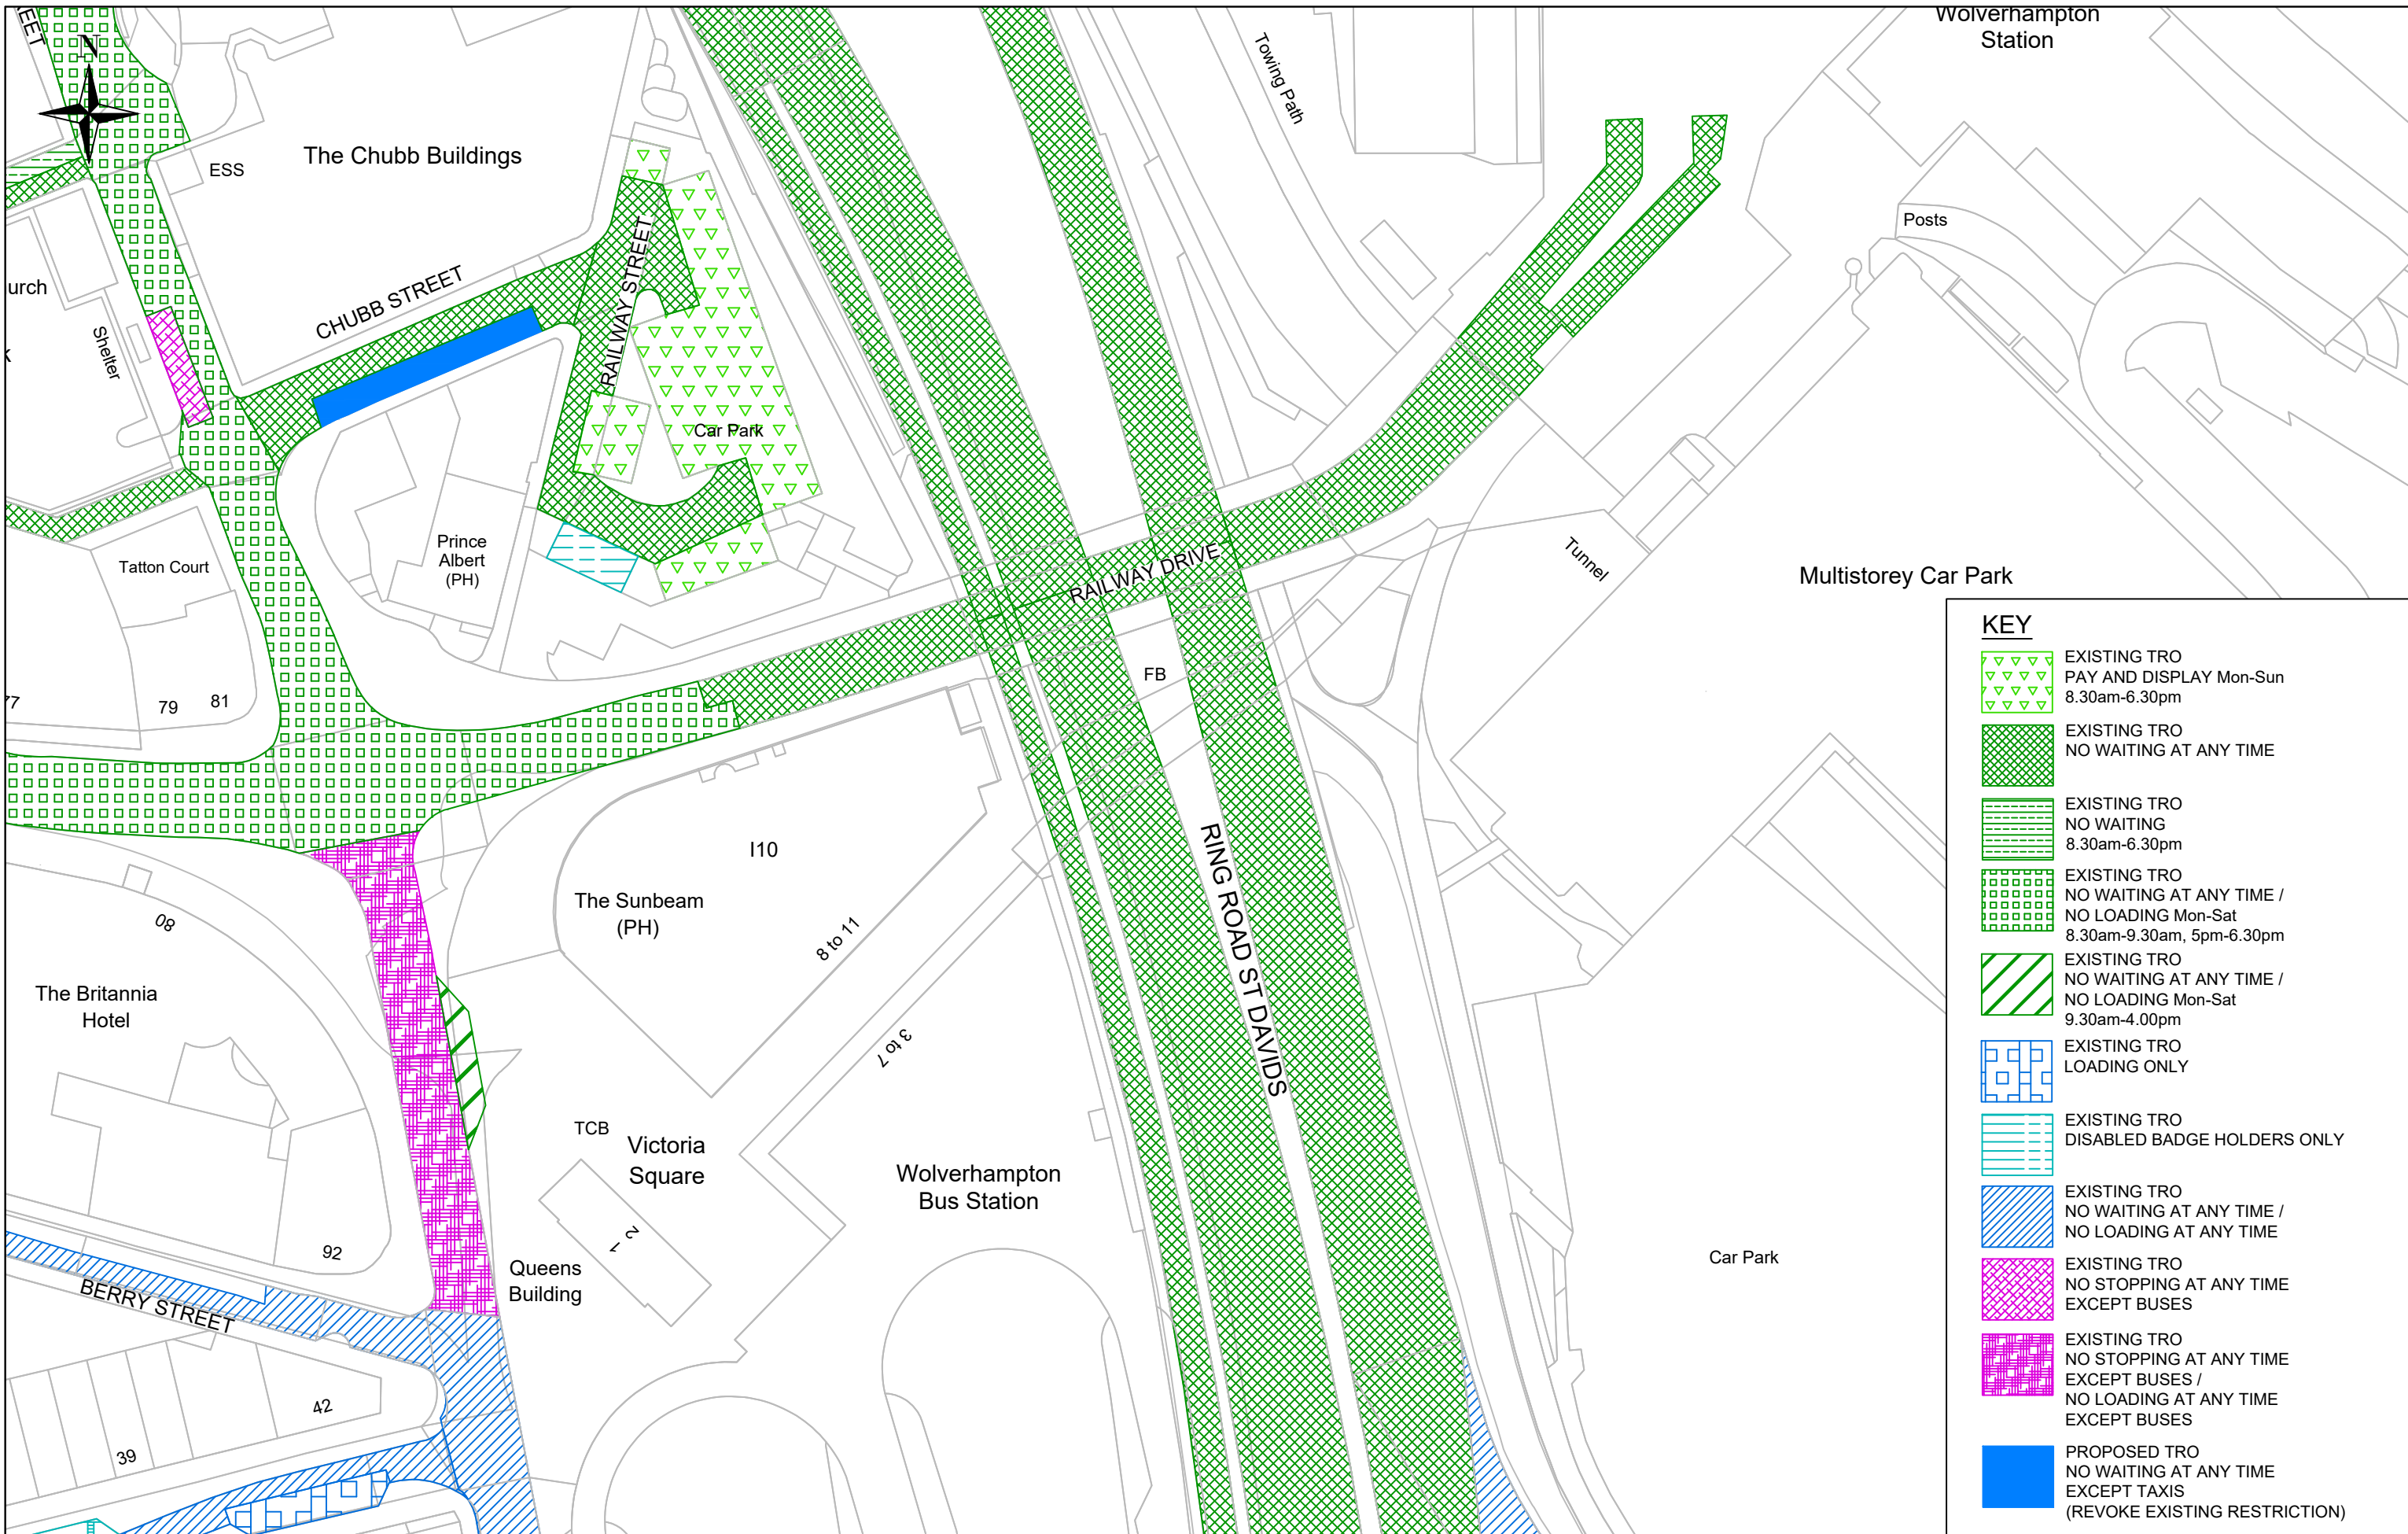 N
The Chubb Buildings
ESS
Towing Path
Wolverhampton
Station
Posts
CHUBB STREET
RAILWAY STREET
urch
k
Shelter
Car Park
Prince
Albert
(PH)
Tatton Court
77
79
81
RAILWAY DRIVE
Tunnel
Multistorey Car Park
FB
I10
The Sunbeam
(PH)
8 to 11
3 to 7
RING ROAD ST DAVIDS
80
The Britannia
Hotel
TCB
Victoria
Square
Wolverhampton
Bus Station
1
2
Queens
Building
92
BERRY STREET
42
39
Car Park
KEY
EXISTING TRO
PAY AND DISPLAY Mon-Sun
8.30am-6.30pm
EXISTING TRO
NO WAITING AT ANY TIME
EXISTING TRO
NO WAITING
8.30am-6.30pm
EXISTING TRO
NO WAITING AT ANY TIME /
NO LOADING Mon-Sat
8.30am-9.30am, 5pm-6.30pm
EXISTING TRO
NO WAITING AT ANY TIME /
NO LOADING Mon-Sat
9.30am-4.00pm
EXISTING TRO
LOADING ONLY
EXISTING TRO
DISABLED BADGE HOLDERS ONLY
EXISTING TRO
NO WAITING AT ANY TIME /
NO LOADING AT ANY TIME
EXISTING TRO
NO STOPPING AT ANY TIME
EXCEPT BUSES
EXISTING TRO
NO STOPPING AT ANY TIME
EXCEPT BUSES /
NO LOADING AT ANY TIME
EXCEPT BUSES
PROPOSED TRO
NO WAITING AT ANY TIME
EXCEPT TAXIS
(REVOKE EXISTING RESTRICTION)